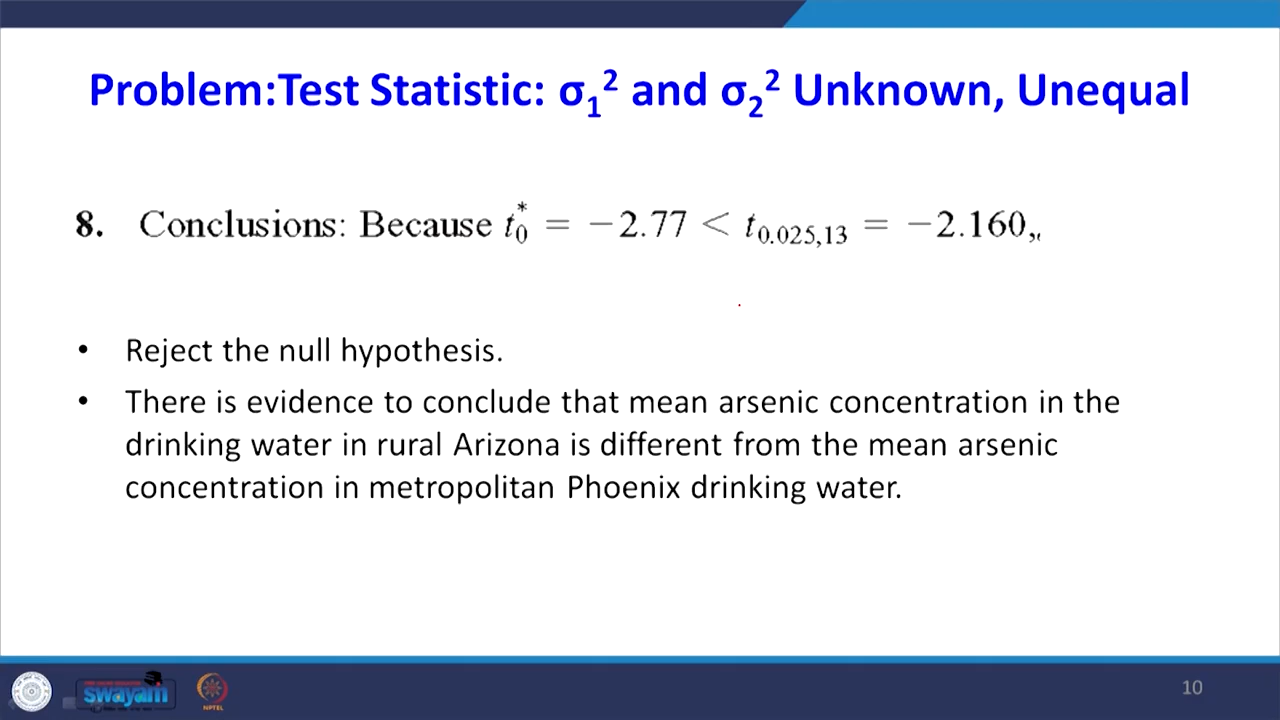 Problem:Test Statistic: σ₁² and σ₂² Unknown, Unequal
8. Conclusions: Because t₀* = −2.77 < t₀.₀₂₅,₁₃ = −2.160,
• Reject the null hypothesis.
• There is evidence to conclude that mean arsenic concentration in the
drinking water in rural Arizona is different from the mean arsenic
concentration in metropolitan Phoenix drinking water.
swayam
NPTEL
10